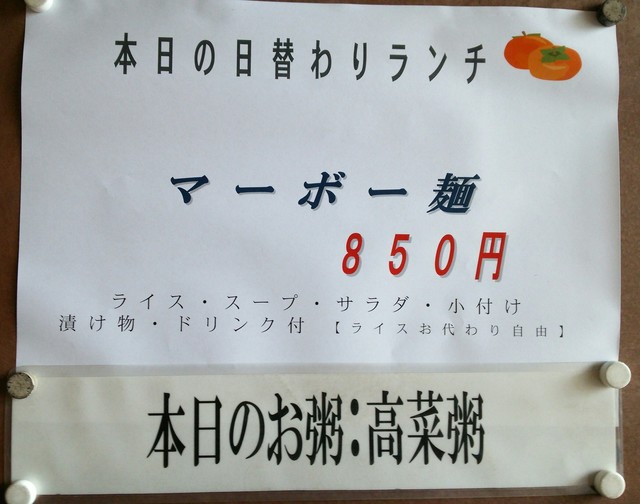 本日の日替わりランチ
マーボー麺
850円
ライス・スープ・サラダ・小付け
漬け物・ドリンク付【ライスお代わり自由】
本日のお粥:高菜粥